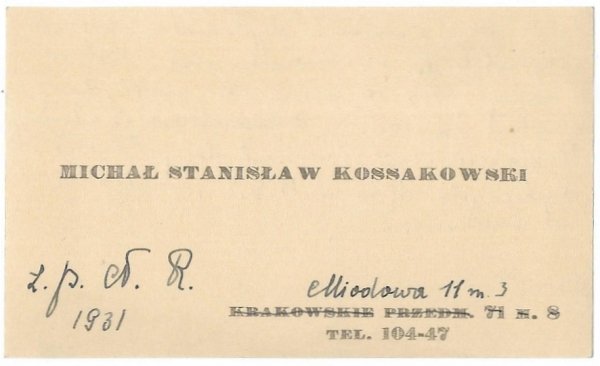 MICHAŁ STANISŁAW KOSSAKOWSKI
z. p. N. R.
1931
Miodowa 11 m. 3
KRAKOWSKIE PRZEDM. 71 M. 8
TEL. 104-47